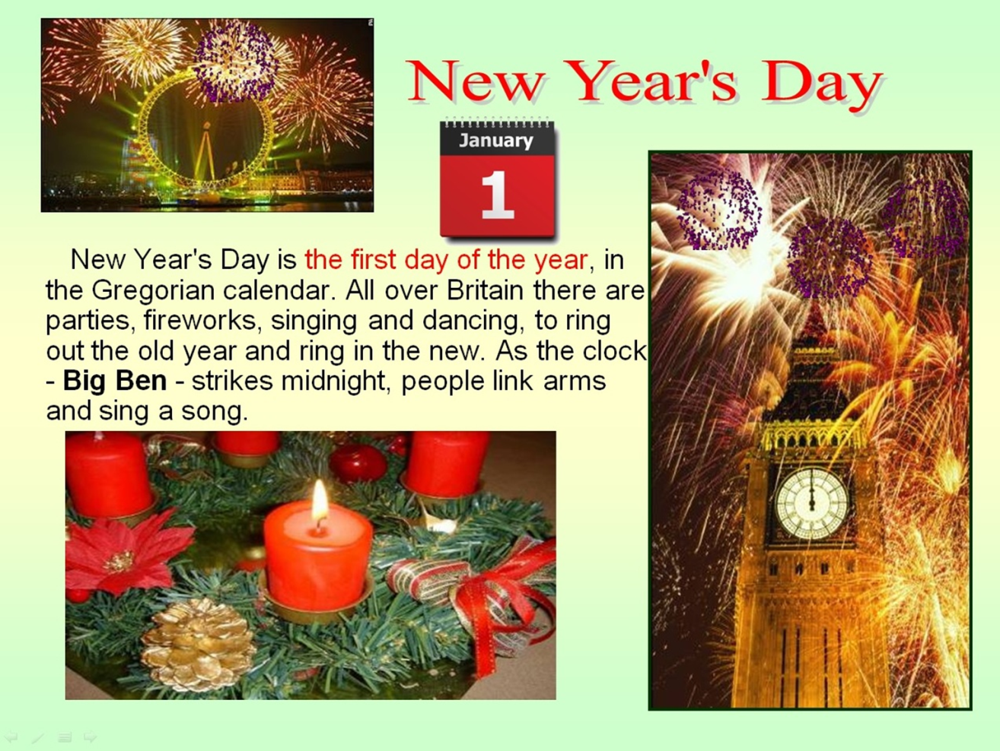 New Year's Day
January
1
New Year's Day is the first day of the year, in
the Gregorian calendar. All over Britain there are
parties, fireworks, singing and dancing, to ring
out the old year and ring in the new. As the clock
- Big Ben - strikes midnight, people link arms
and sing a song.